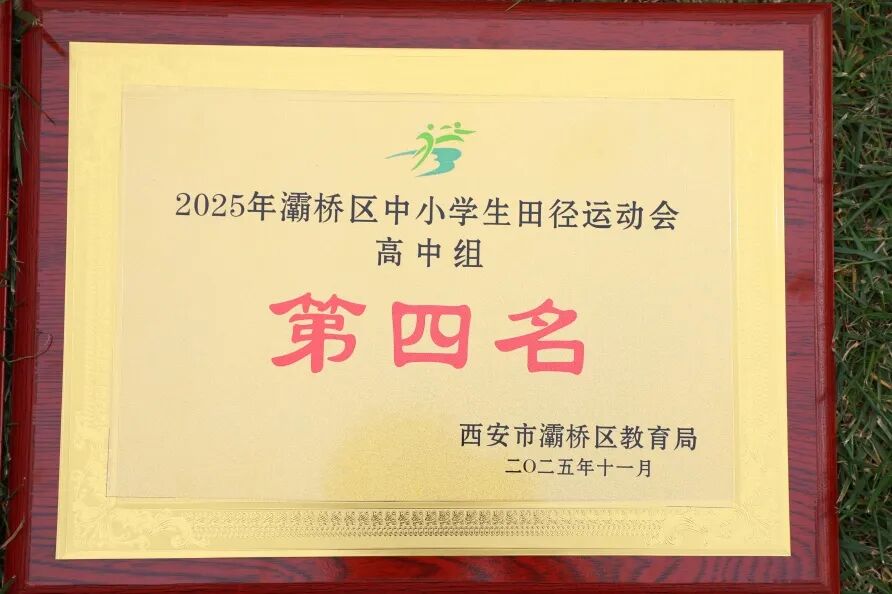 2025年灞桥区中小学生田径运动会
高中组
第四名
西安市灞桥区教育局
二〇二五年十一月